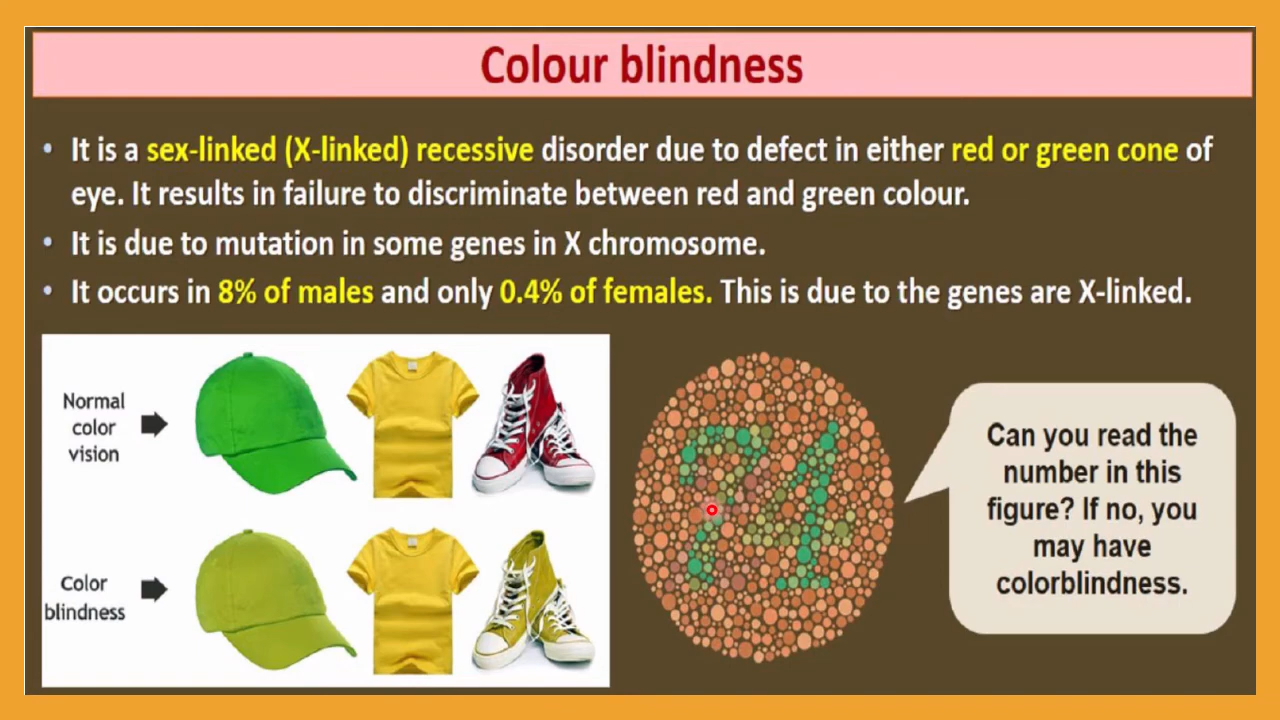 Colour blindness
• It is a sex-linked (X-linked) recessive disorder due to defect in either red or green cone of
eye. It results in failure to discriminate between red and green colour.
• It is due to mutation in some genes in X chromosome.
• It occurs in 8% of males and only 0.4% of females. This is due to the genes are X-linked.
Normal
color
vision
Color
blindness
74
Can you read the
number in this
figure? If no, you
may have
colorblindness.